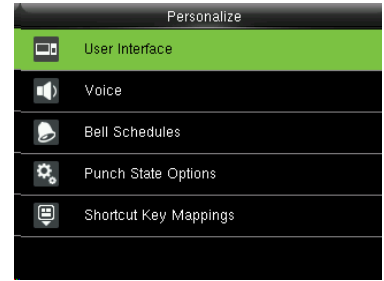 Personalize
User Interface
Voice
Bell Schedules
Punch State Options
Shortcut Key Mappings